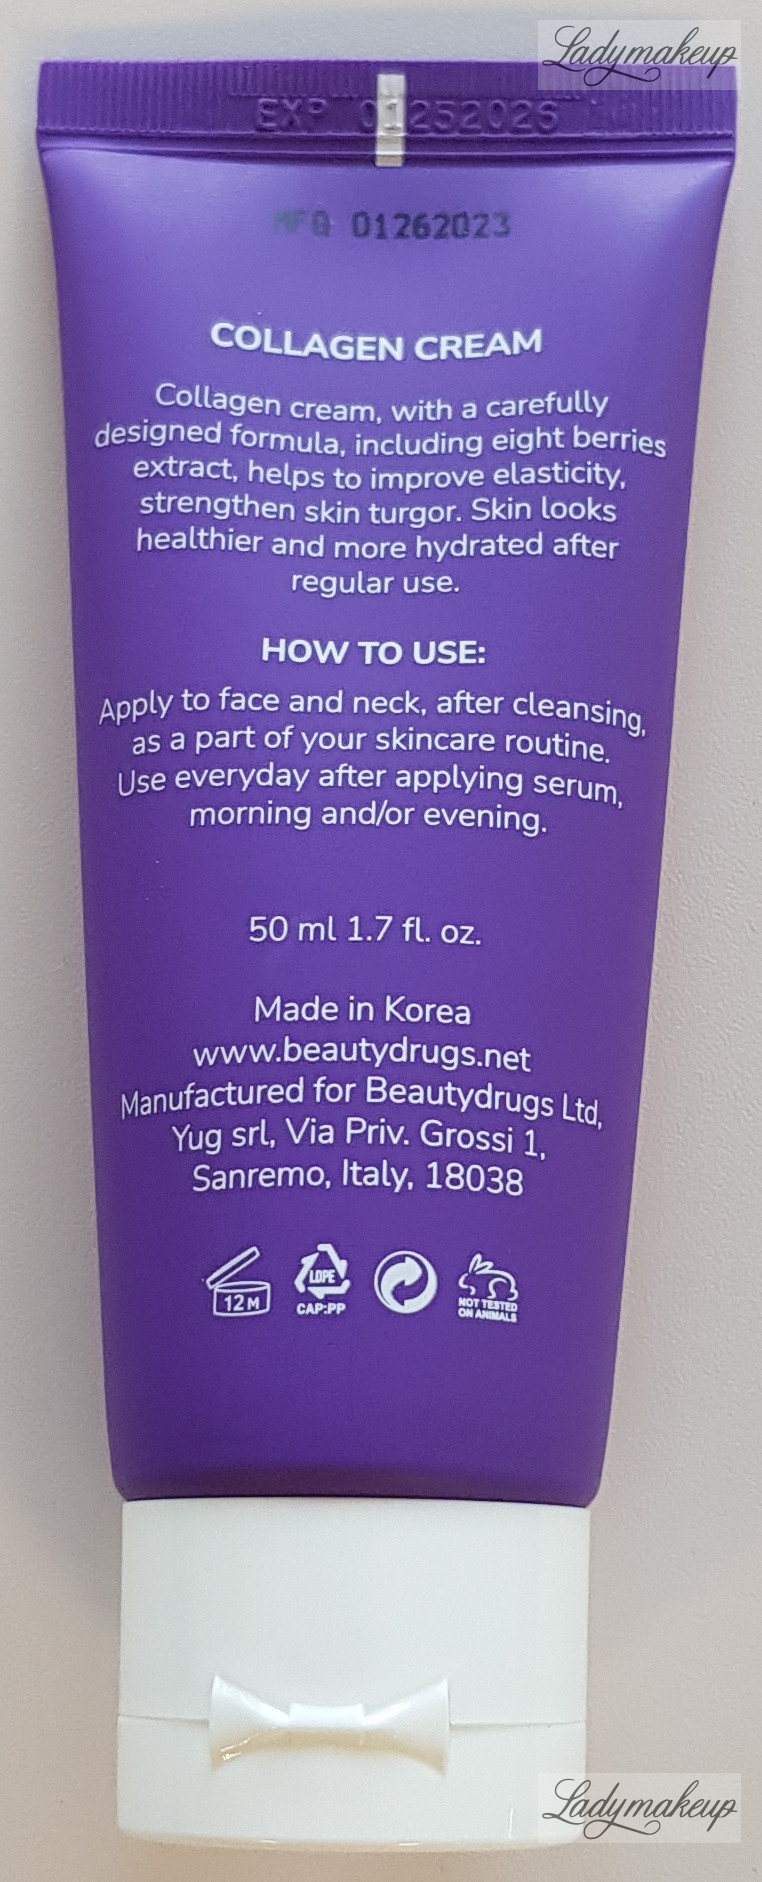 Ladymakeup
EXP 01252026
MFG 01262023
COLLAGEN CREAM
Collagen cream, with a carefully
designed formula, including eight berries
extract, helps to improve elasticity,
strengthen skin turgor. Skin looks
healthier and more hydrated after
regular use.
HOW TO USE:
Apply to face and neck, after cleansing,
as a part of your skincare routine.
Use everyday after applying serum,
morning and/or evening.
50 ml 1.7 fl. oz.
Made in Korea
www.beautydrugs.net
Manufactured for Beautydrugs Ltd,
Yug srl, Via Priv. Grossi 1,
Sanremo, Italy, 18038
12M
LDPE
CAP:PP
NOT TESTED
ON ANIMALS
Ladymakeup